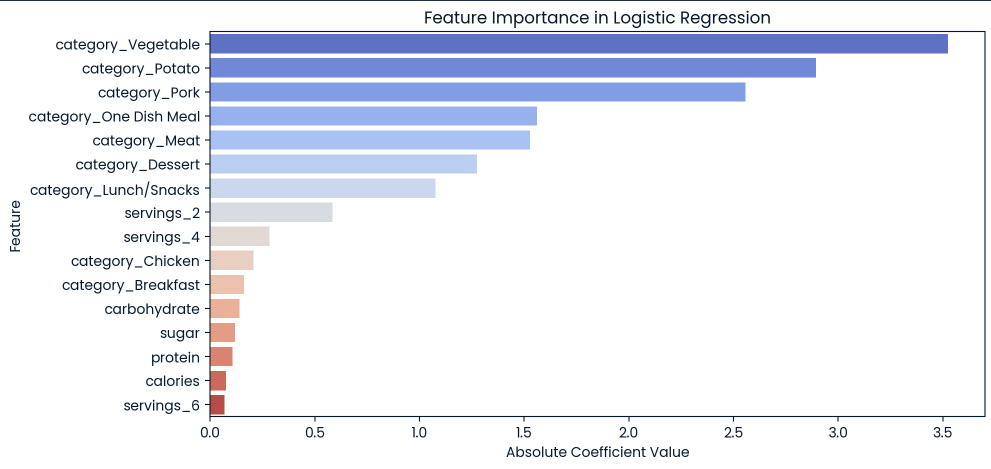 Feature Importance in Logistic Regression
category_Vegetable
category_Potato
category_Pork
category_One Dish Meal
category_Meat
category_Dessert
category_Lunch/Snacks
servings_2
servings_4
category_Chicken
category_Breakfast
carbohydrate
sugar
protein
calories
servings_6
Feature
0.0 0.5 1.0 1.5 2.0 2.5 3.0 3.5
Absolute Coefficient Value